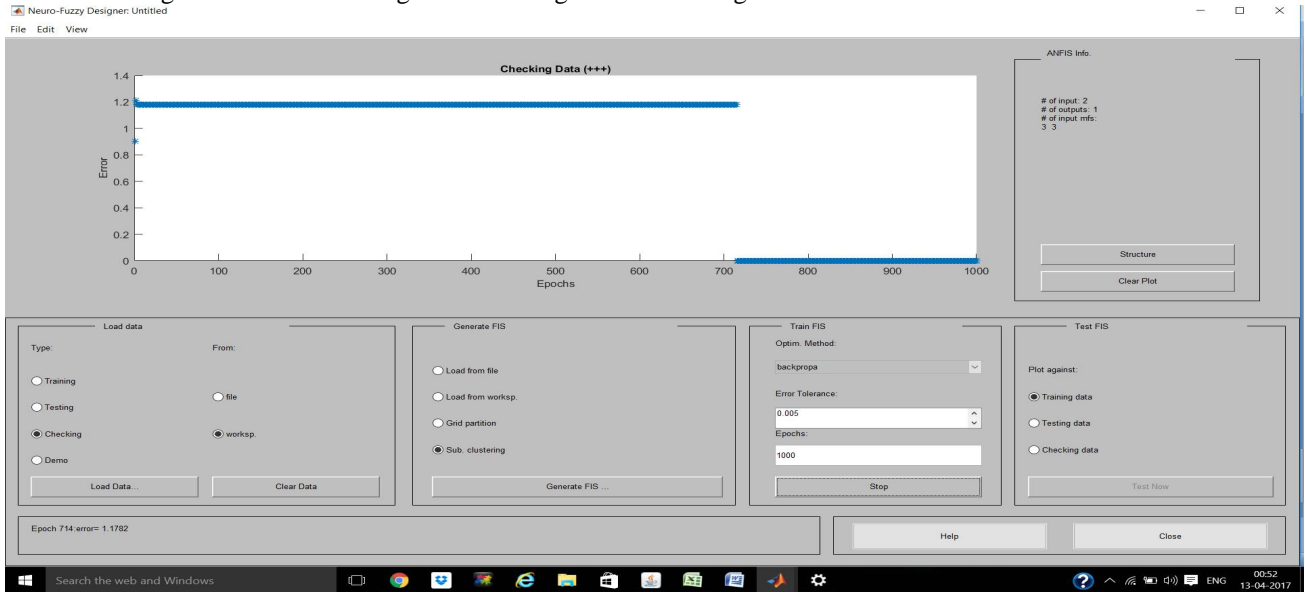 Neuro-Fuzzy Designer: Untitled
File Edit View
Checking Data (+++)
1.4
1.2
1
0.8
0.6
0.4
0.2
0
Error
0 100 200 300 400 500 600 700 800 900 1000
Epochs
ANFIS Info.
# of input: 2
# of outputs: 1
# of input mfs:
3 3
Structure
Clear Plot
Load data
Type: From:
Training
file
Testing
Checking worksp.
Demo
Load Data... Clear Data
Generate FIS
Load from file
Load from worksp.
Grid partition
Sub. clustering
Generate FIS ...
Train FIS
Optim. Method:
backpropa
Error Tolerance:
0.005
Epochs:
1000
Stop
Test FIS
Plot against:
Training data
Testing data
Checking data
Test Now
Epoch 714:error= 1.1782
Help Close
Search the web and Windows
ENG
00:52
13-04-2017